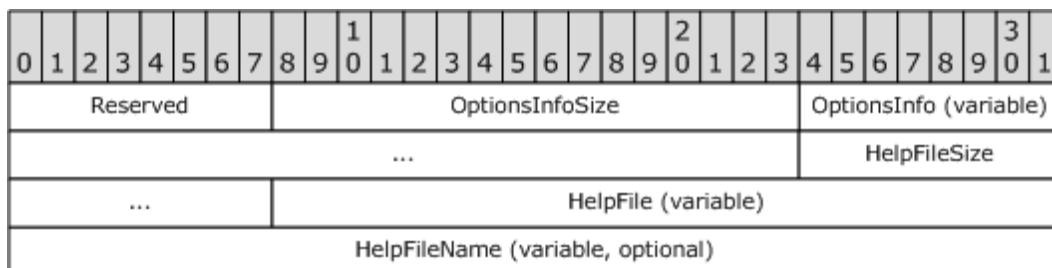 1 2 3
0 1 2 3 4 5 6 7 8 9 0 1 2 3 4 5 6 7 8 9 0 1 2 3 4 5 6 7 8 9 0 1
Reserved OptionsInfoSize OptionsInfo (variable)
... HelpFileSize
... HelpFile (variable)
HelpFileName (variable, optional)